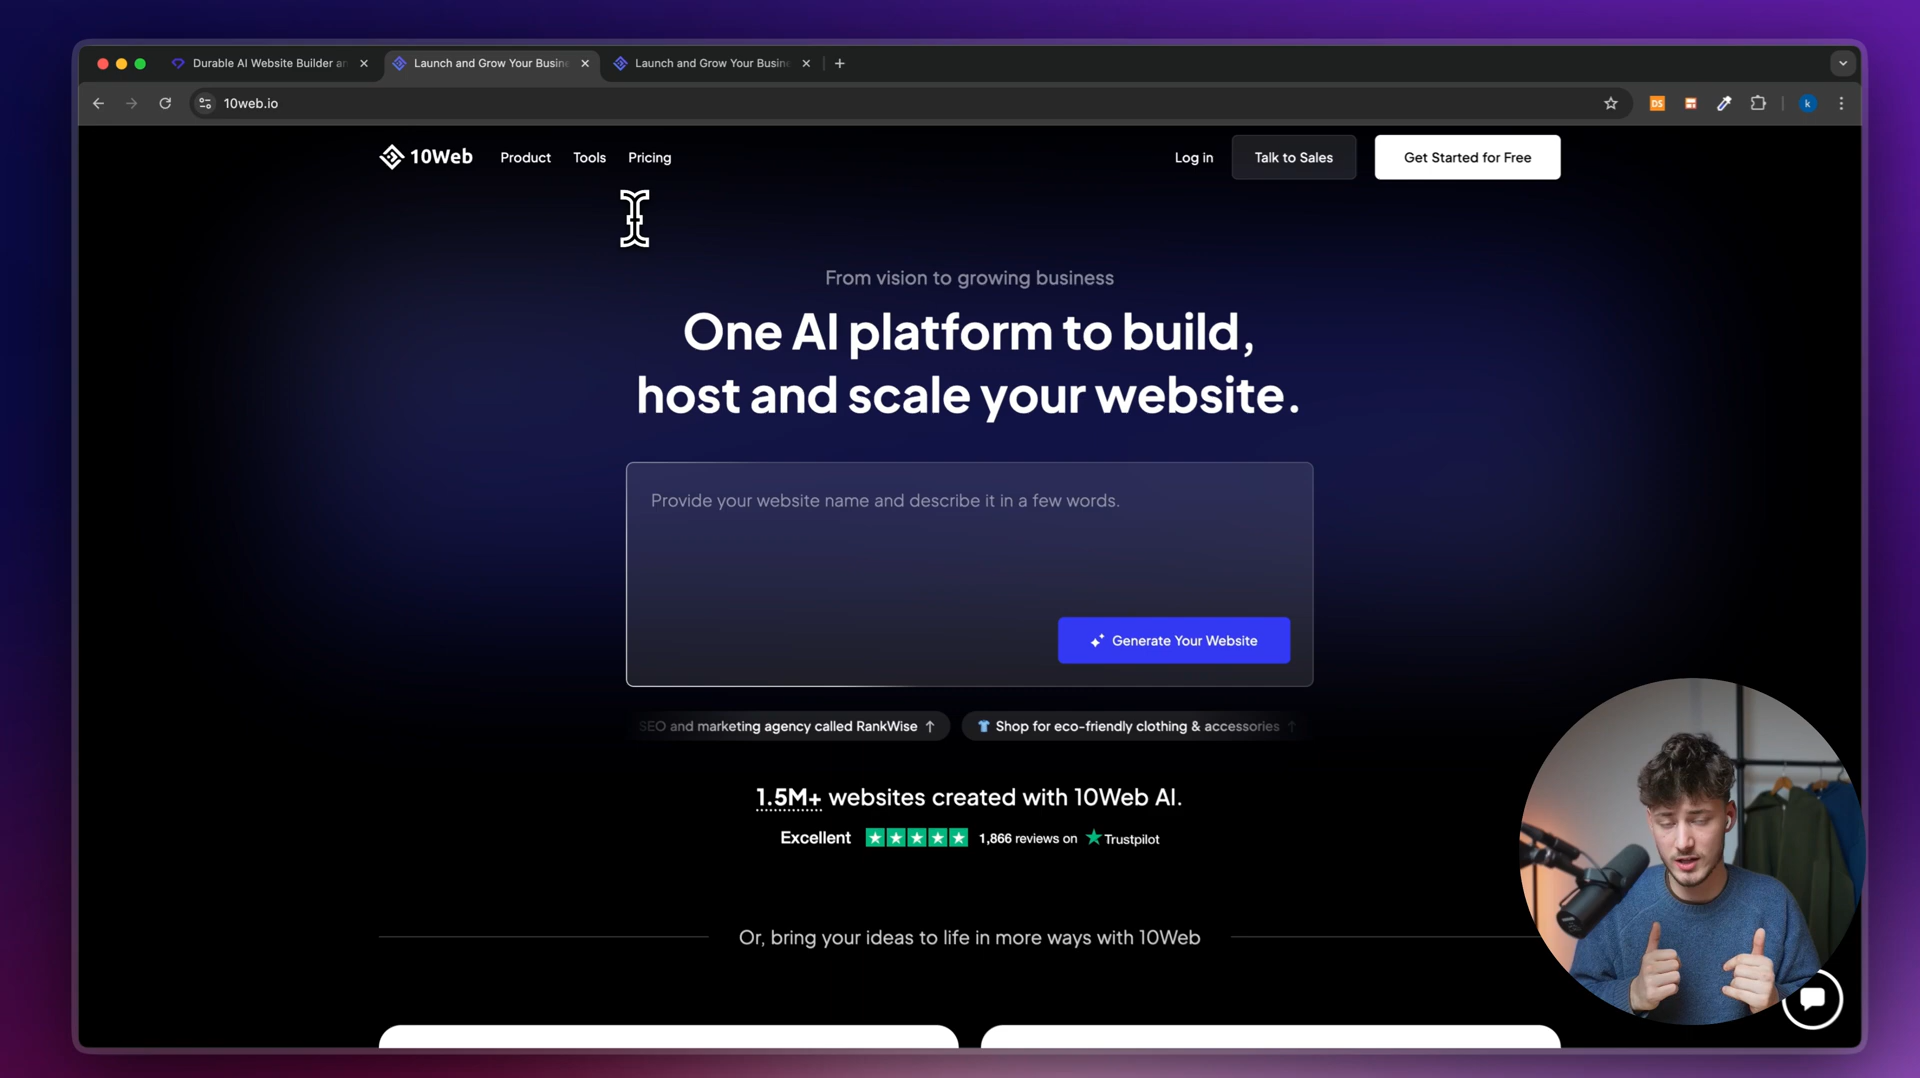 Durable AI Website Builder an
Launch and Grow Your Busin
Launch and Grow Your Busin
10web.io
DS
k
10Web
Product
Tools
Pricing
Log in
Talk to Sales
Get Started for Free
From vision to growing business
One AI platform to build,
host and scale your website.
Provide your website name and describe it in a few words.
Generate Your Website
SEO and marketing agency called RankWise ↑
Shop for eco-friendly clothing & accessories ↑
1.5M+ websites created with 10Web AI.
Excellent
1,866 reviews on Trustpilot
Or, bring your ideas to life in more ways with 10Web